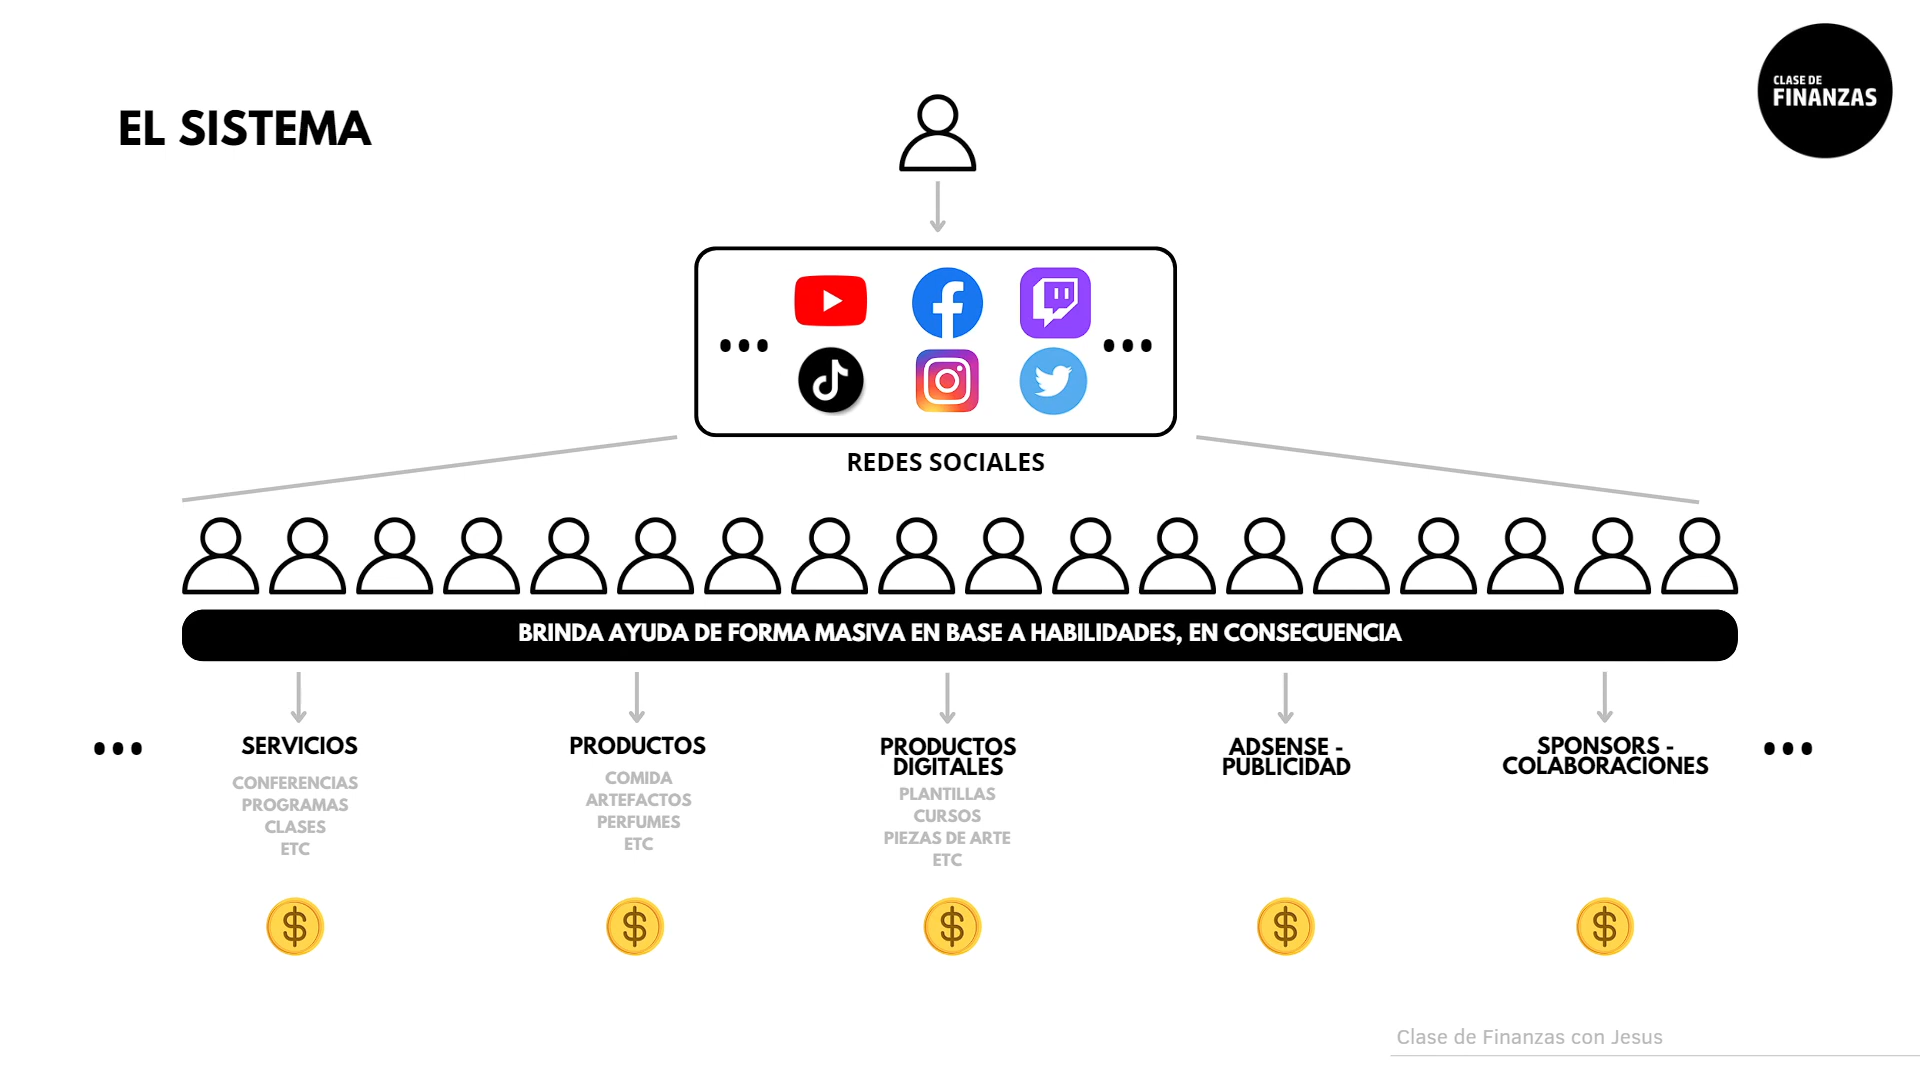 EL SISTEMA
CLASE DE
FINANZAS
REDES SOCIALES
BRINDA AYUDA DE FORMA MASIVA EN BASE A HABILIDADES, EN CONSECUENCIA
SERVICIOS
CONFERENCIAS
PROGRAMAS
CLASES
ETC
PRODUCTOS
COMIDA
ARTEFACTOS
PERFUMES
ETC
PRODUCTOS
DIGITALES
PLANTILLAS
CURSOS
PIEZAS DE ARTE
ETC
ADSENSE -
PUBLICIDAD
SPONSORS -
COLABORACIONES
Clase de Finanzas con Jesus